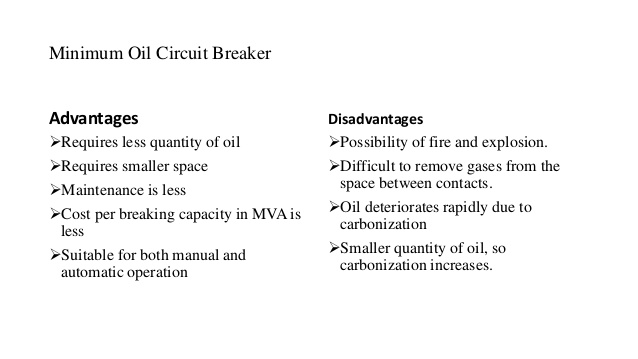 Minimum Oil Circuit Breaker
Advantages
➢Requires less quantity of oil
➢Requires smaller space
➢Maintenance is less
➢Cost per breaking capacity in MVA is
less
➢Suitable for both manual and
automatic operation
Disadvantages
➢Possibility of fire and explosion.
➢Difficult to remove gases from the
space between contacts.
➢Oil deteriorates rapidly due to
carbonization
➢Smaller quantity of oil, so
carbonization increases.